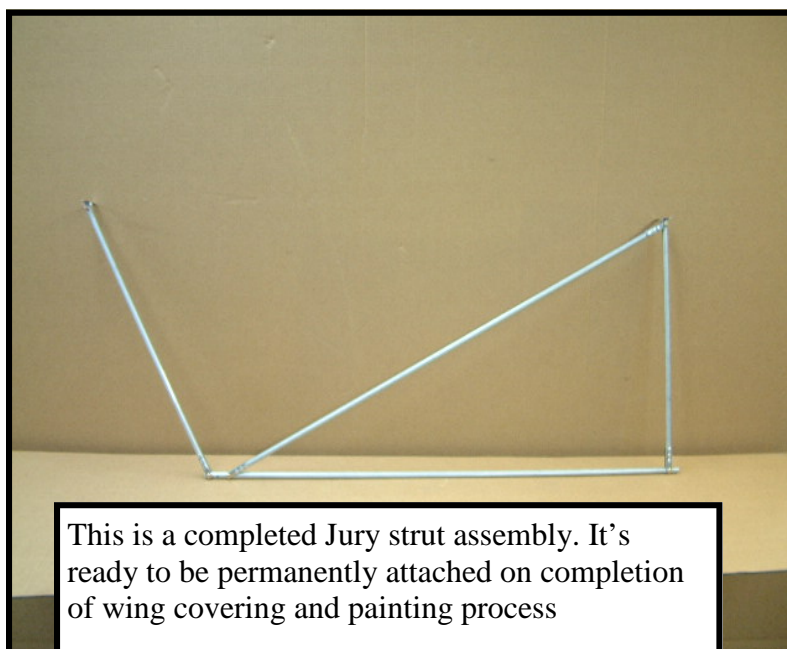 This is a completed Jury strut assembly. It’s
ready to be permanently attached on completion
of wing covering and painting process